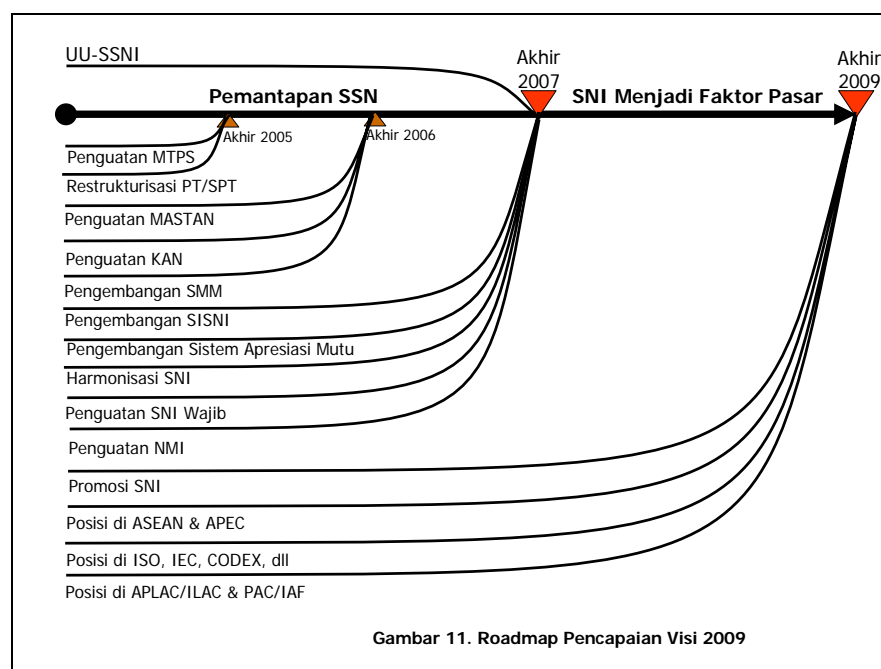 UU-SSNI
Akhir
2007
Akhir
2009
Pemantapan SSN
SNI Menjadi Faktor Pasar
Akhir 2005
Akhir 2006
Penguatan MTPS
Restrukturisasi PT/SPT
Penguatan MASTAN
Penguatan KAN
Pengembangan SMM
Pengembangan SISNI
Pengembangan Sistem Apresiasi Mutu
Harmonisasi SNI
Penguatan SNI Wajib
Penguatan NMI
Promosi SNI
Posisi di ASEAN & APEC
Posisi di ISO, IEC, CODEX, dll
Posisi di APLAC/ILAC & PAC/IAF
Gambar 11. Roadmap Pencapaian Visi 2009